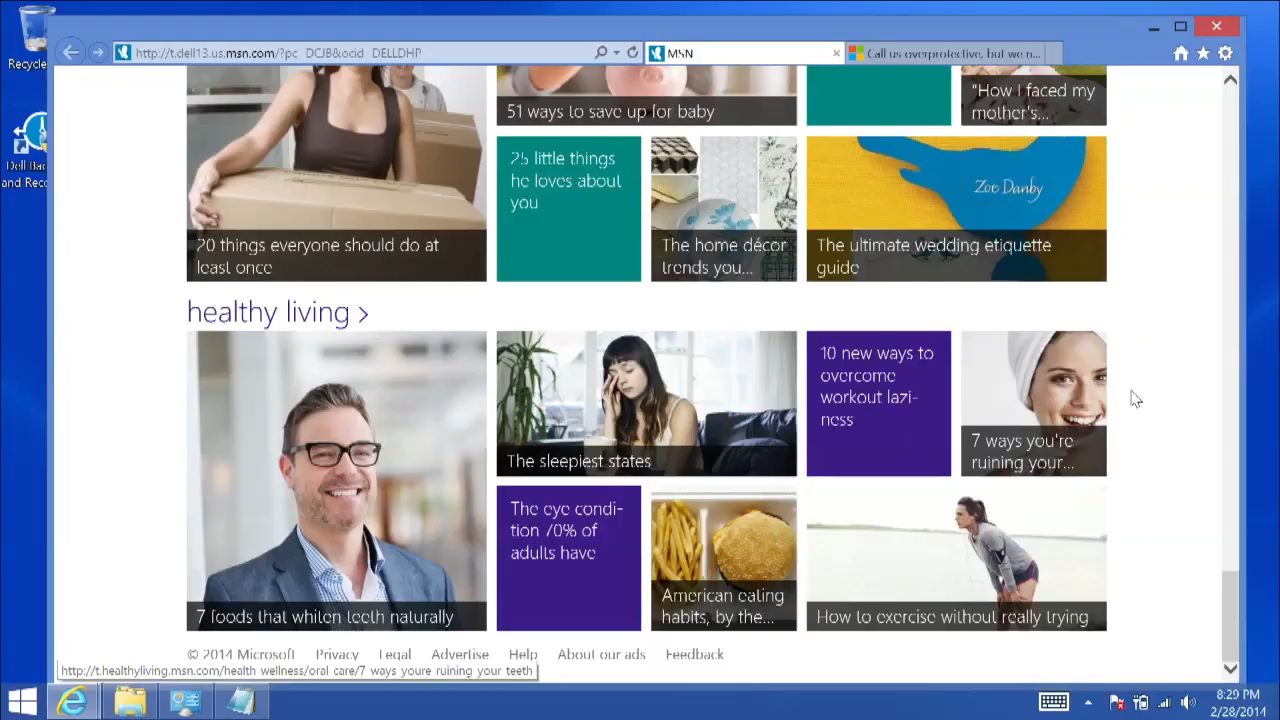 Recycle
http://t.dell13.us.msn.com/?pc DCJB&ocid DELLDHP
MSN
Call us overprotective, but we n...
51 ways to save up for baby
"How I faced my
mother's...
Dell Bac
and Reco
25 little things
he loves about
you
Zoe Danby
20 things everyone should do at
least once
The home décor
trends you...
The ultimate wedding etiquette
guide
healthy living >
The sleepiest states
10 new ways to
overcome
workout lazi-
ness
7 ways you're
ruining your...
7 foods that whiten teeth naturally
The eye condi-
tion 70% of
adults have
American eating
habits, by the...
How to exercise without really trying
© 2014 Microsoft Privacy Legal Advertise Help About our ads Feedback
http://t.healthyliving.msn.com/health wellness/oral care/7 ways youre ruining your teeth
8:29 PM
2/28/2014